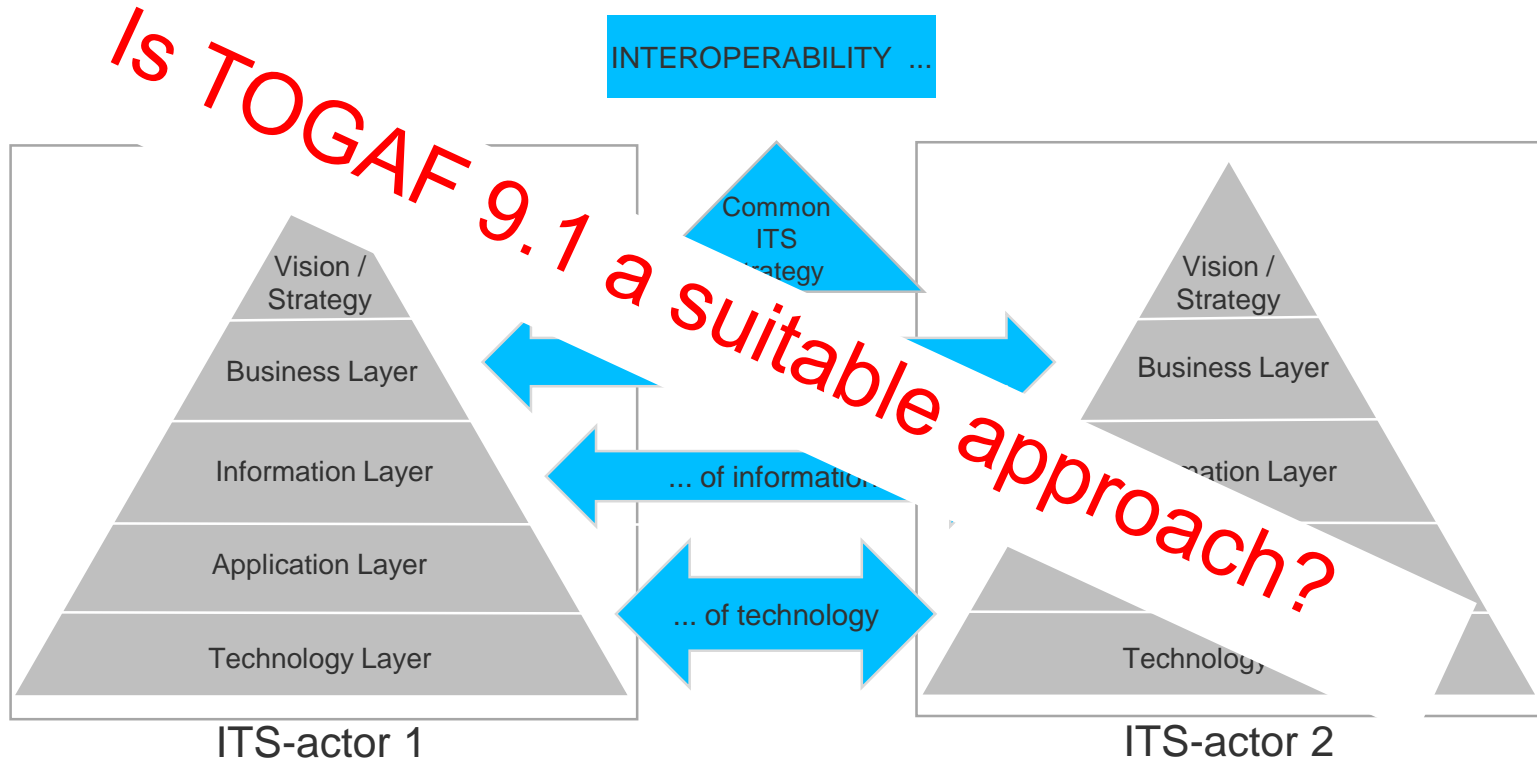 INTEROPERABILITY ...
Is TOGAF 9.1 a suitable approach?
Common
ITS
Vision /
Strategy
Business Layer
Information Layer
Application Layer
Technology Layer
... of information
... of technology
Vision /
Strategy
Business Layer
Layer
ITS-actor 1
ITS-actor 2